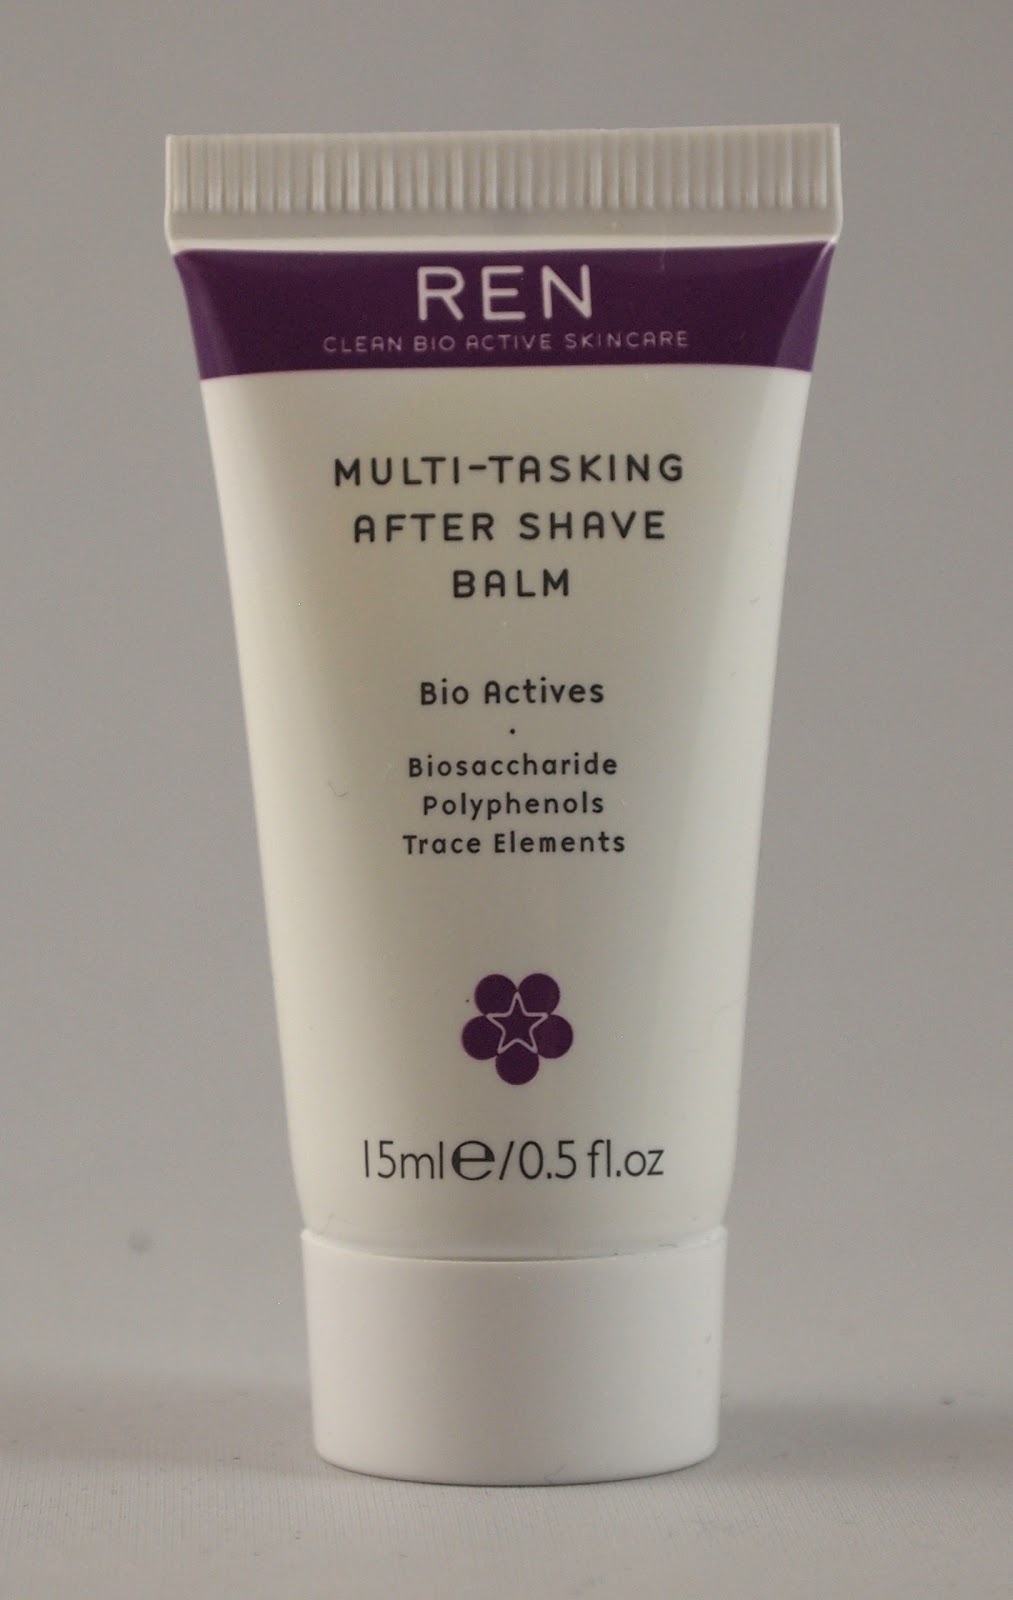 REN
CLEAN BIO ACTIVE SKINCARE
MULTI-TASKING
AFTER SHAVE
BALM
Bio Actives
·
Biosaccharide
Polyphenols
Trace Elements
15ml℮/0.5 fl.oz